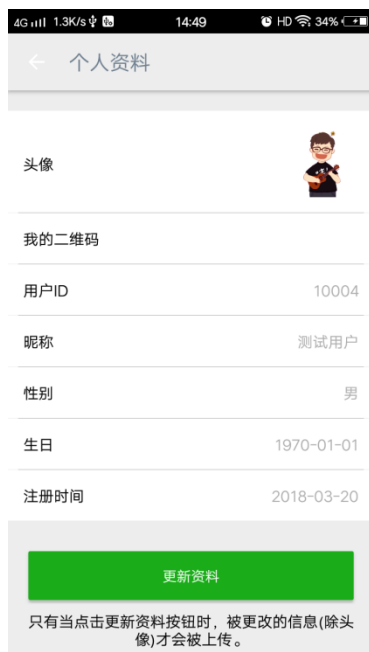 4G 1.3K/s 14:49 HD 34%
个人资料
头像
我的二维码
用户ID 10004
昵称 测试用户
性别 男
生日 1970-01-01
注册时间 2018-03-20
更新资料
只有当点击更新资料按钮时，被更改的信息(除头
像)才会被上传。